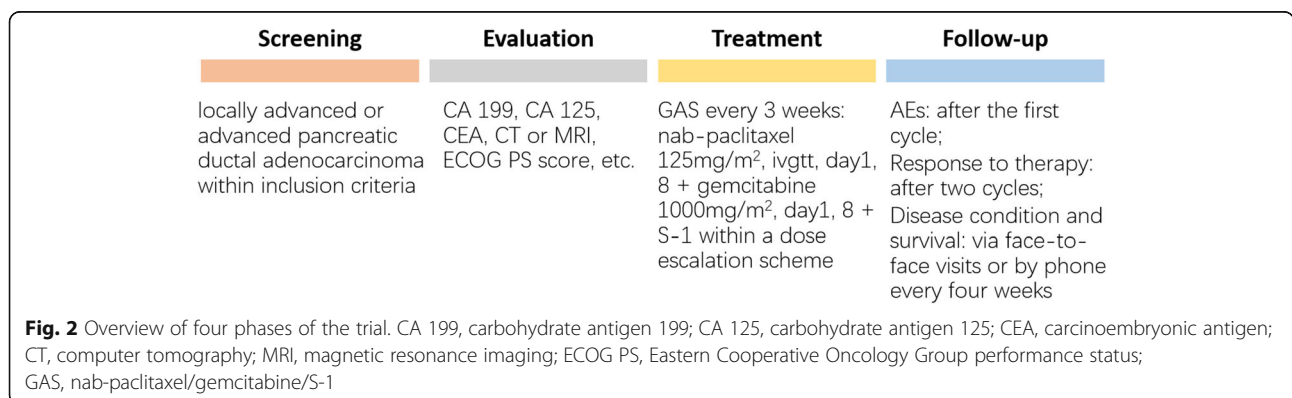 Screening
locally advanced or
advanced pancreatic
ductal adenocarcinoma
within inclusion criteria
Evaluation
CA 199, CA 125,
CEA, CT or MRI,
ECOG PS score, etc.
Treatment
GAS every 3 weeks:
nab-paclitaxel
125mg/m², ivgtt, day1,
8 + gemcitabine
1000mg/m², day1, 8 +
S-1 within a dose
escalation scheme
Follow-up
AEs: after the first
cycle;
Response to therapy:
after two cycles;
Disease condition and
survival: via face-to-
face visits or by phone
every four weeks
Fig. 2 Overview of four phases of the trial. CA 199, carbohydrate antigen 199; CA 125, carbohydrate antigen 125; CEA, carcinoembryonic antigen;
CT, computer tomography; MRI, magnetic resonance imaging; ECOG PS, Eastern Cooperative Oncology Group performance status;
GAS, nab-paclitaxel/gemcitabine/S-1